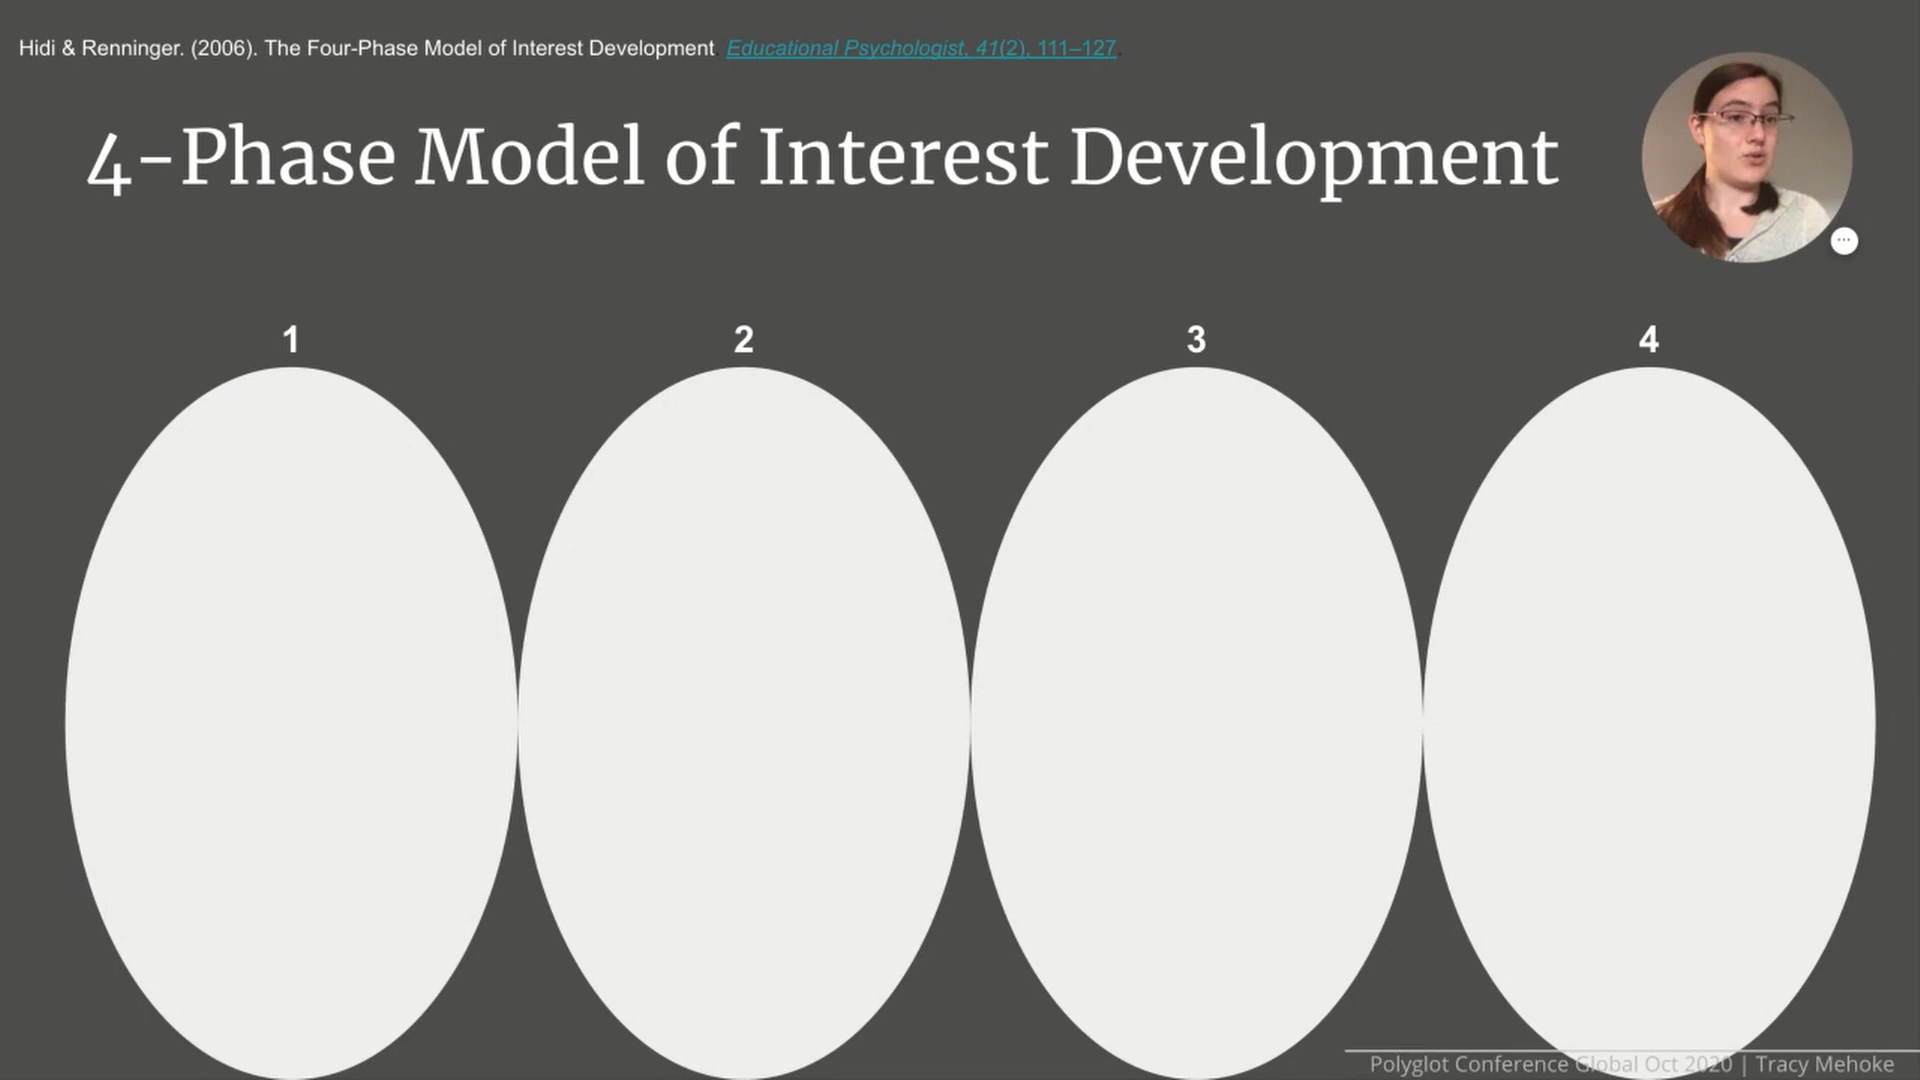 Hidi & Renninger. (2006). The Four-Phase Model of Interest Development. Educational Psychologist, 41(2), 111–127.
4-Phase Model of Interest Development
1
2
3
4
Polyglot Conference Global Oct 2020 | Tracy Mehoke